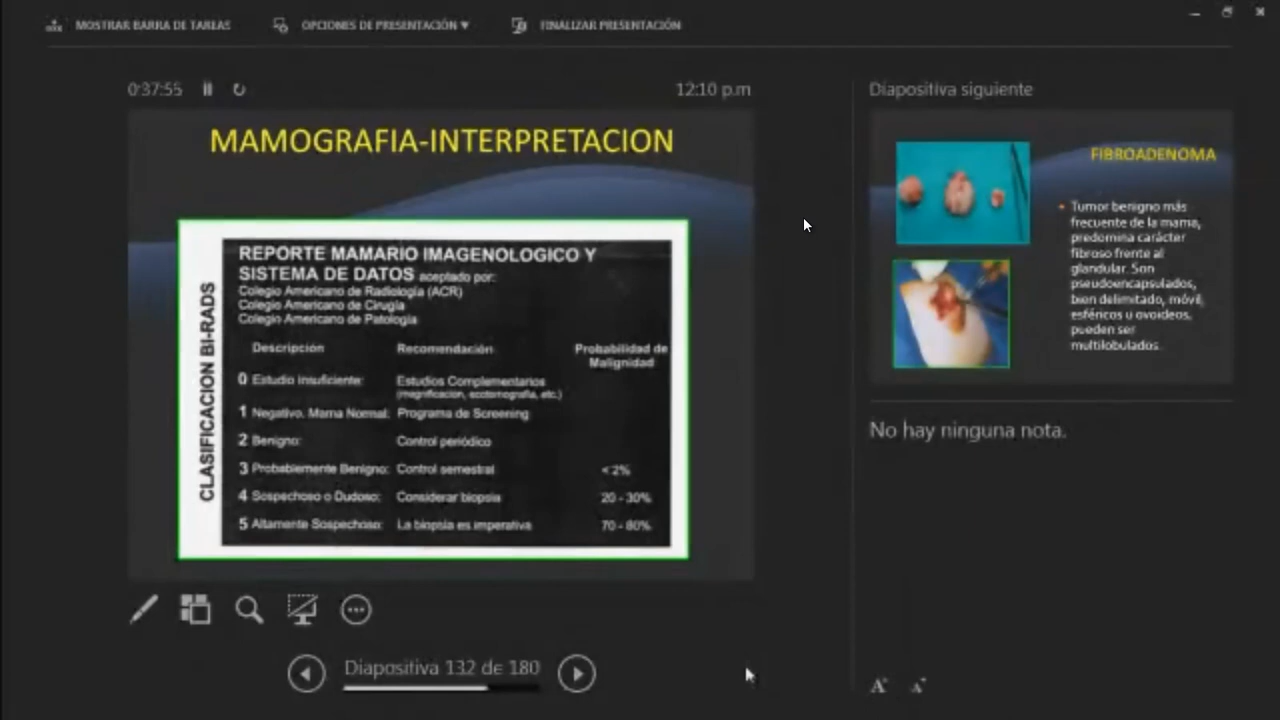 MOSTRAR BARRA DE TAREAS
OPCIONES DE PRESENTACIÓN
FINALIZAR PRESENTACIÓN
0:37:55
12:10 p.m
MAMOGRAFIA-INTERPRETACION
CLASIFICACION BI-RADS
REPORTE MAMARIO IMAGENOLOGICO Y
SISTEMA DE DATOS aceptado por:
Colegio Americano de Radiología (ACR)
Colegio Americano de Cirugía
Colegio Americano de Patología
Descripción Recomendación Probabilidad de
Malignidad
0 Estudio Insuficiente: Estudios Complementarios
(magnificacion, ecotomografia, etc.)
1 Negativo. Mama Normal: Programa de Screening
2 Benigno: Control periódico
3 Probablemente Benigno: Control semestral <2%
4 Sospechoso o Dudoso: Considerar biopsia 20 - 30%
5 Altamente Sospechoso: La biopsia es imperativa 70 - 80%
Diapositiva 132 de 180
Diapositiva siguiente
FIBROADENOMA
Tumor benigno más
frecuente de la mama,
predomina carácter
fibroso frente al
glandular. Son
pseudoencapsulados,
bien delimitado, móvil,
esféricos u ovoideos,
pueden ser
multilobulados.
No hay ninguna nota.
A A